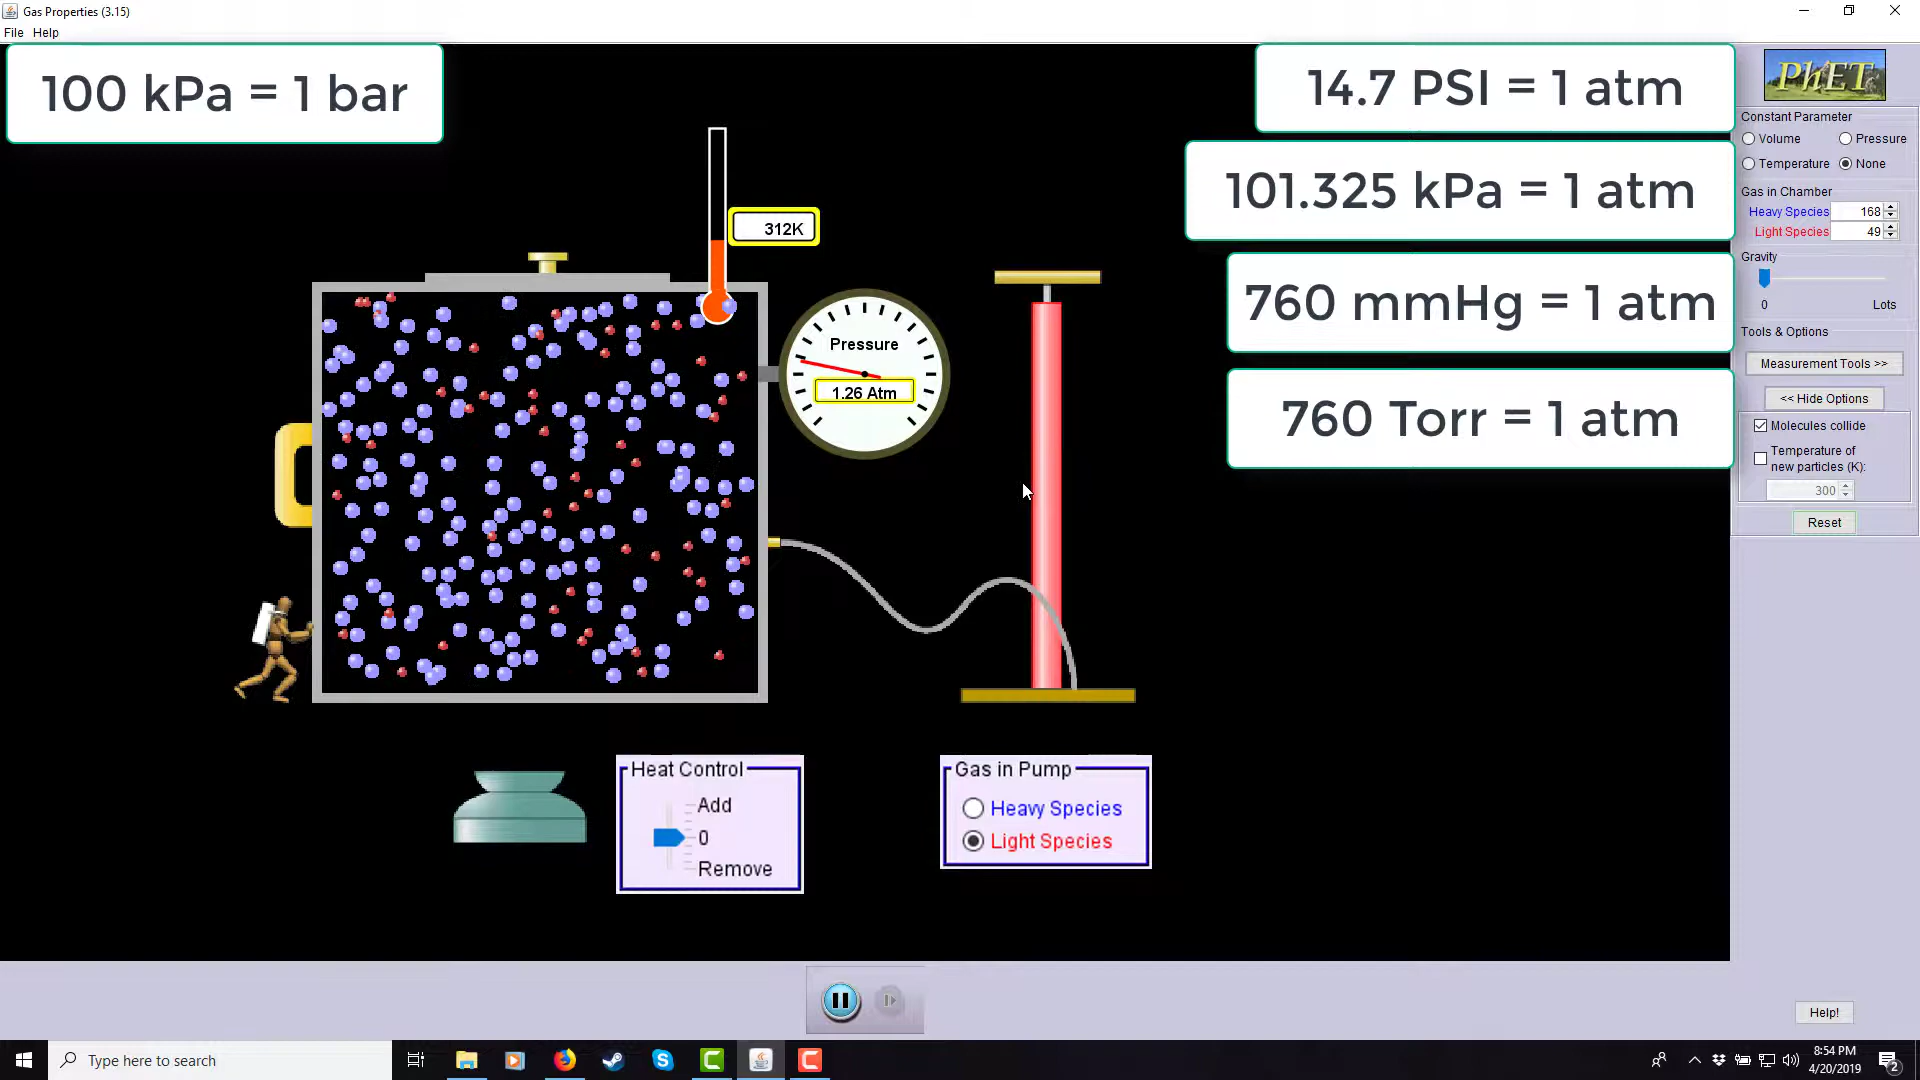 Gas Properties (3.15)
File Help
100 kPa = 1 bar
14.7 PSI = 1 atm
101.325 kPa = 1 atm
760 mmHg = 1 atm
760 Torr = 1 atm
312K
Pressure
1.26 Atm
PhET
Constant Parameter
Volume Pressure
Temperature None
Gas in Chamber
Heavy Species 168
Light Species 49
Gravity
0 Lots
Tools & Options
Measurement Tools >>
<< Hide Options
Molecules collide
Temperature of
new particles (K):
300
Reset
Heat Control
Add
0
Remove
Gas in Pump
Heavy Species
Light Species
Help!
Type here to search
8:54 PM
4/20/2019
2